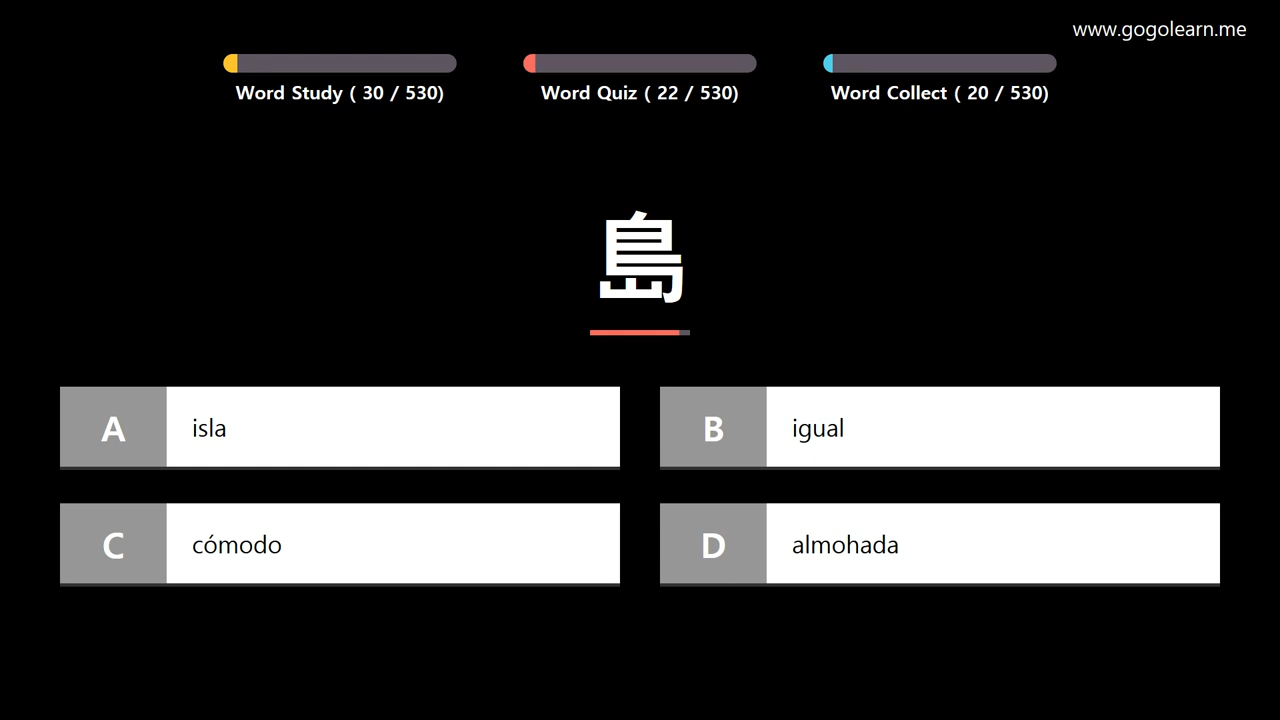 www.gogolearn.me
Word Study ( 30 / 530)
Word Quiz ( 22 / 530)
Word Collect ( 20 / 530)
島
A isla
B igual
C cómodo
D almohada